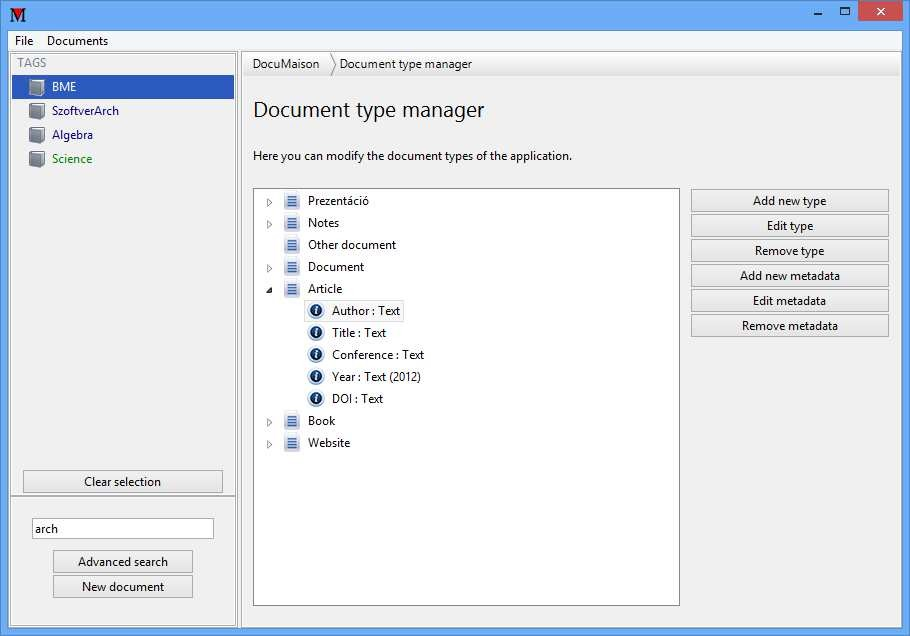 M
File Documents
TAGS
BME
SzoftverArch
Algebra
Science
Clear selection
arch
Advanced search
New document
DocuMaison Document type manager
Document type manager
Here you can modify the document types of the application.
Prezentáció
Notes
Other document
Document
Article
Author : Text
Title : Text
Conference : Text
Year : Text (2012)
DOI : Text
Book
Website
Add new type
Edit type
Remove type
Add new metadata
Edit metadata
Remove metadata